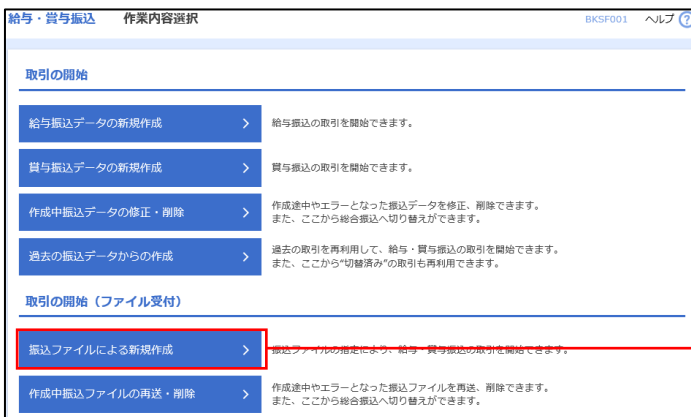 給与・賞与振込 作業内容選択 BKSF001 ヘルプ ?
取引の開始
給与振込データの新規作成 給与振込の取引を開始できます。
賞与振込データの新規作成 賞与振込の取引を開始できます。
作成中振込データの修正・削除 作成途中やエラーとなった振込データを修正、削除できます。
また、ここから総合振込へ切り替えができます。
過去の振込データからの作成 過去の取引を再利用して、給与・賞与振込の取引を開始できます。
また、ここから“切替済み”の取引も再利用できます。
取引の開始（ファイル受付）
振込ファイルによる新規作成 振込ファイルの指定により、給与・賞与振込の取引を開始できます。
作成中振込ファイルの再送・削除 作成途中やエラーとなった振込ファイルを再送、削除できます。
また、ここから総合振込へ切り替えができます。